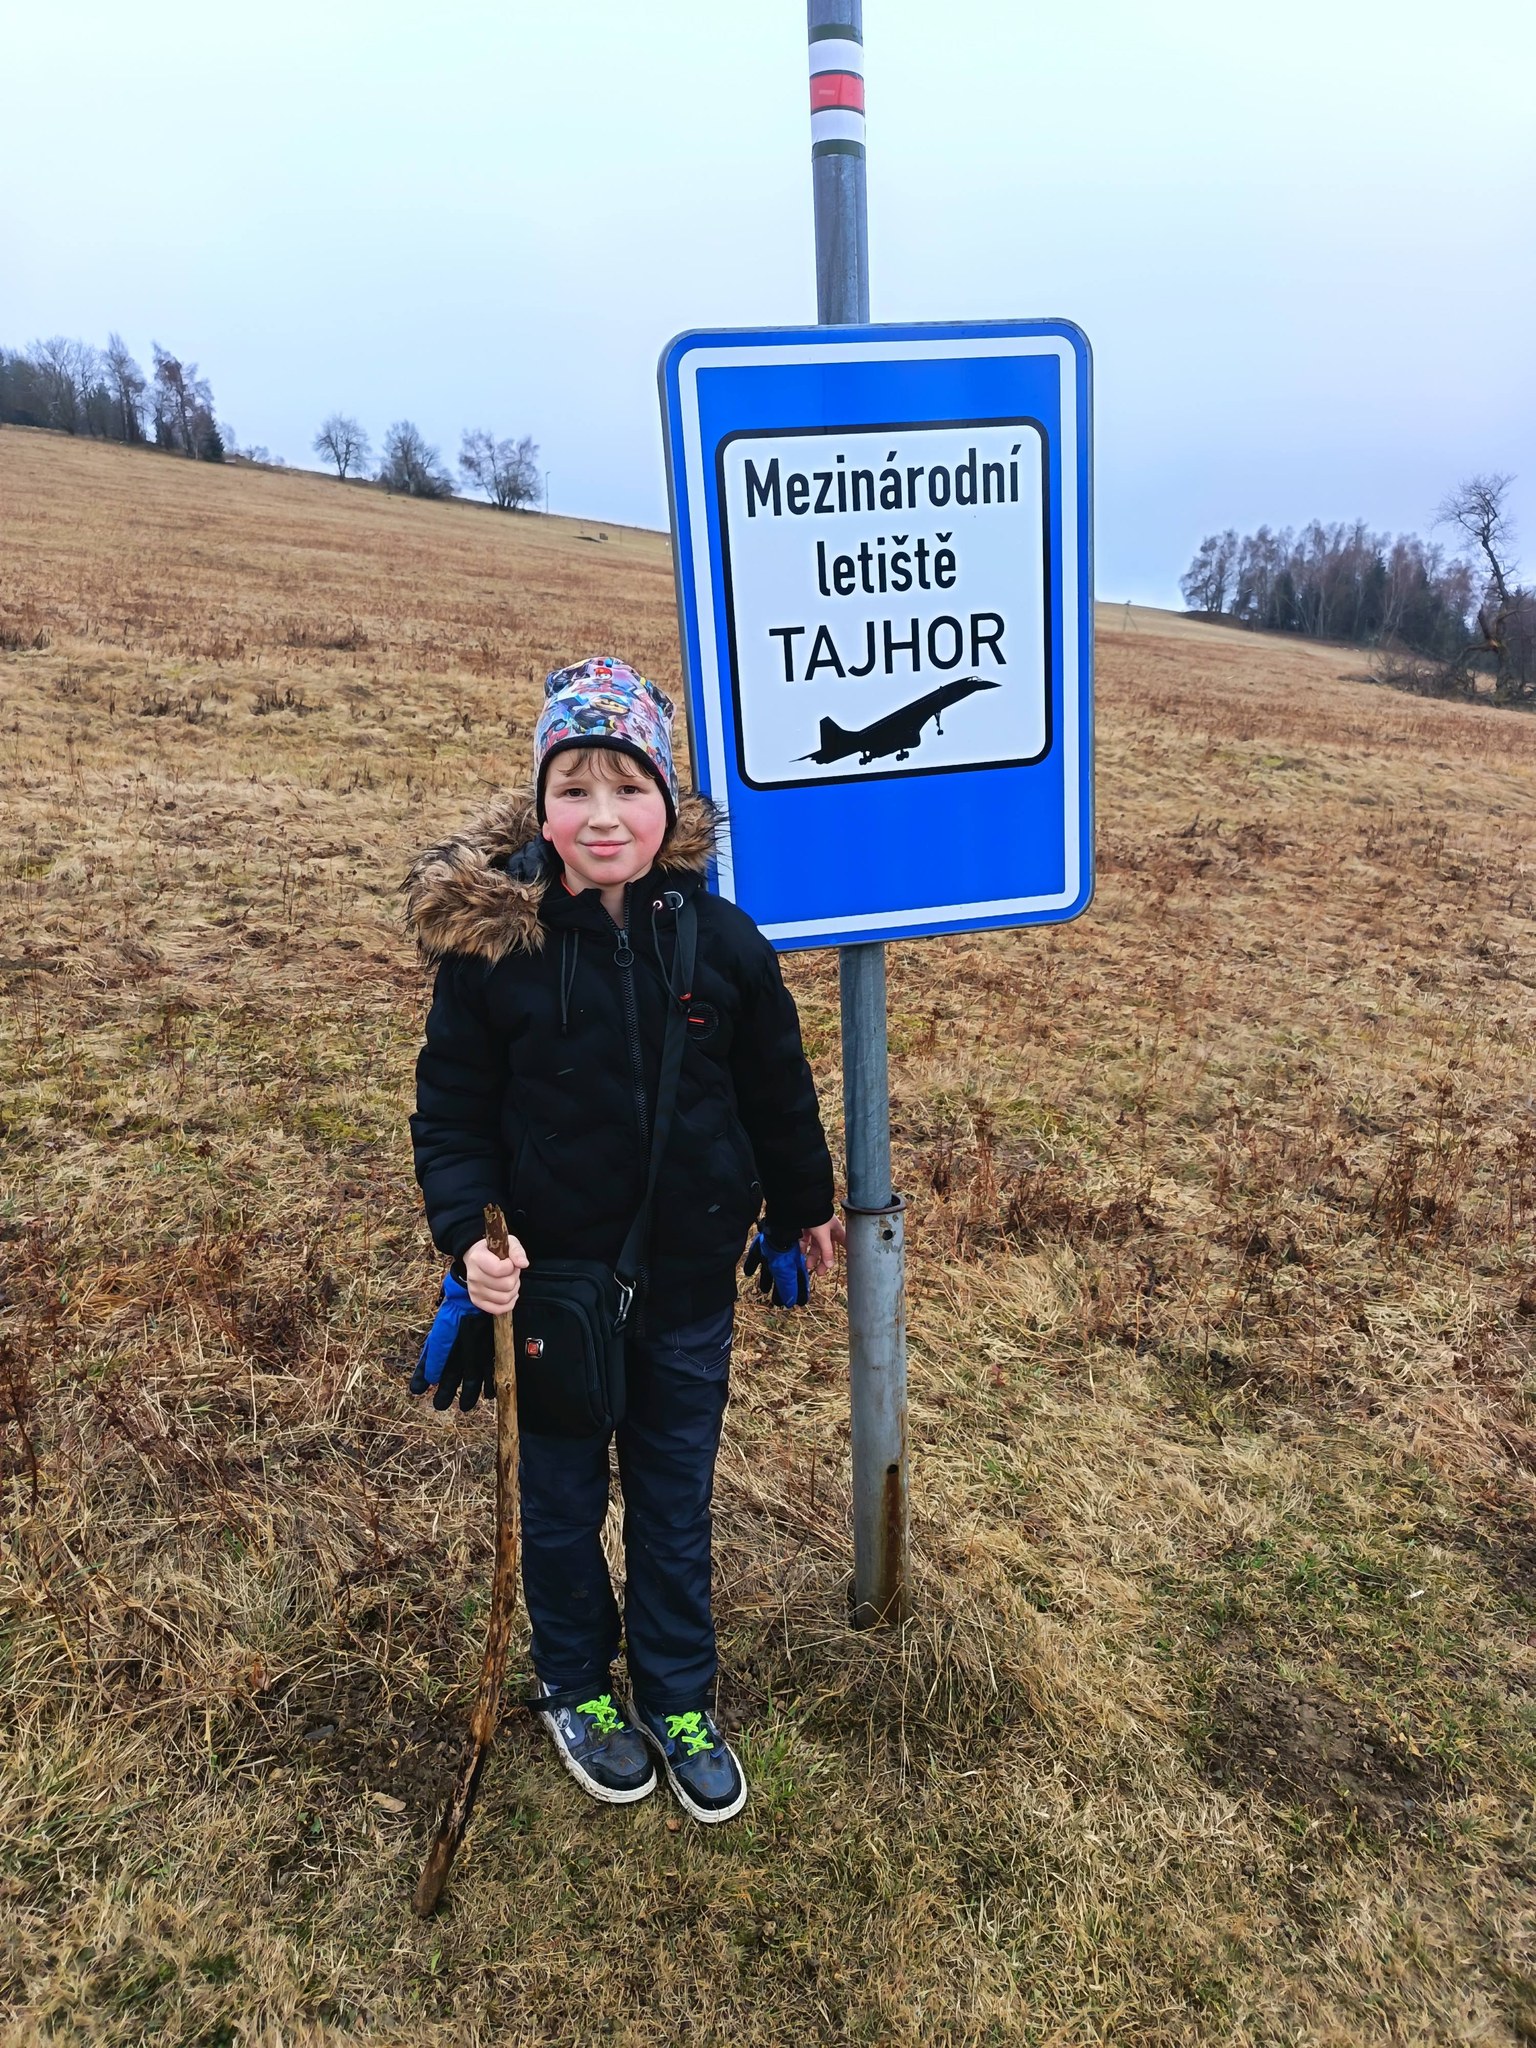 Mezinárodní
letiště
TAJHOR